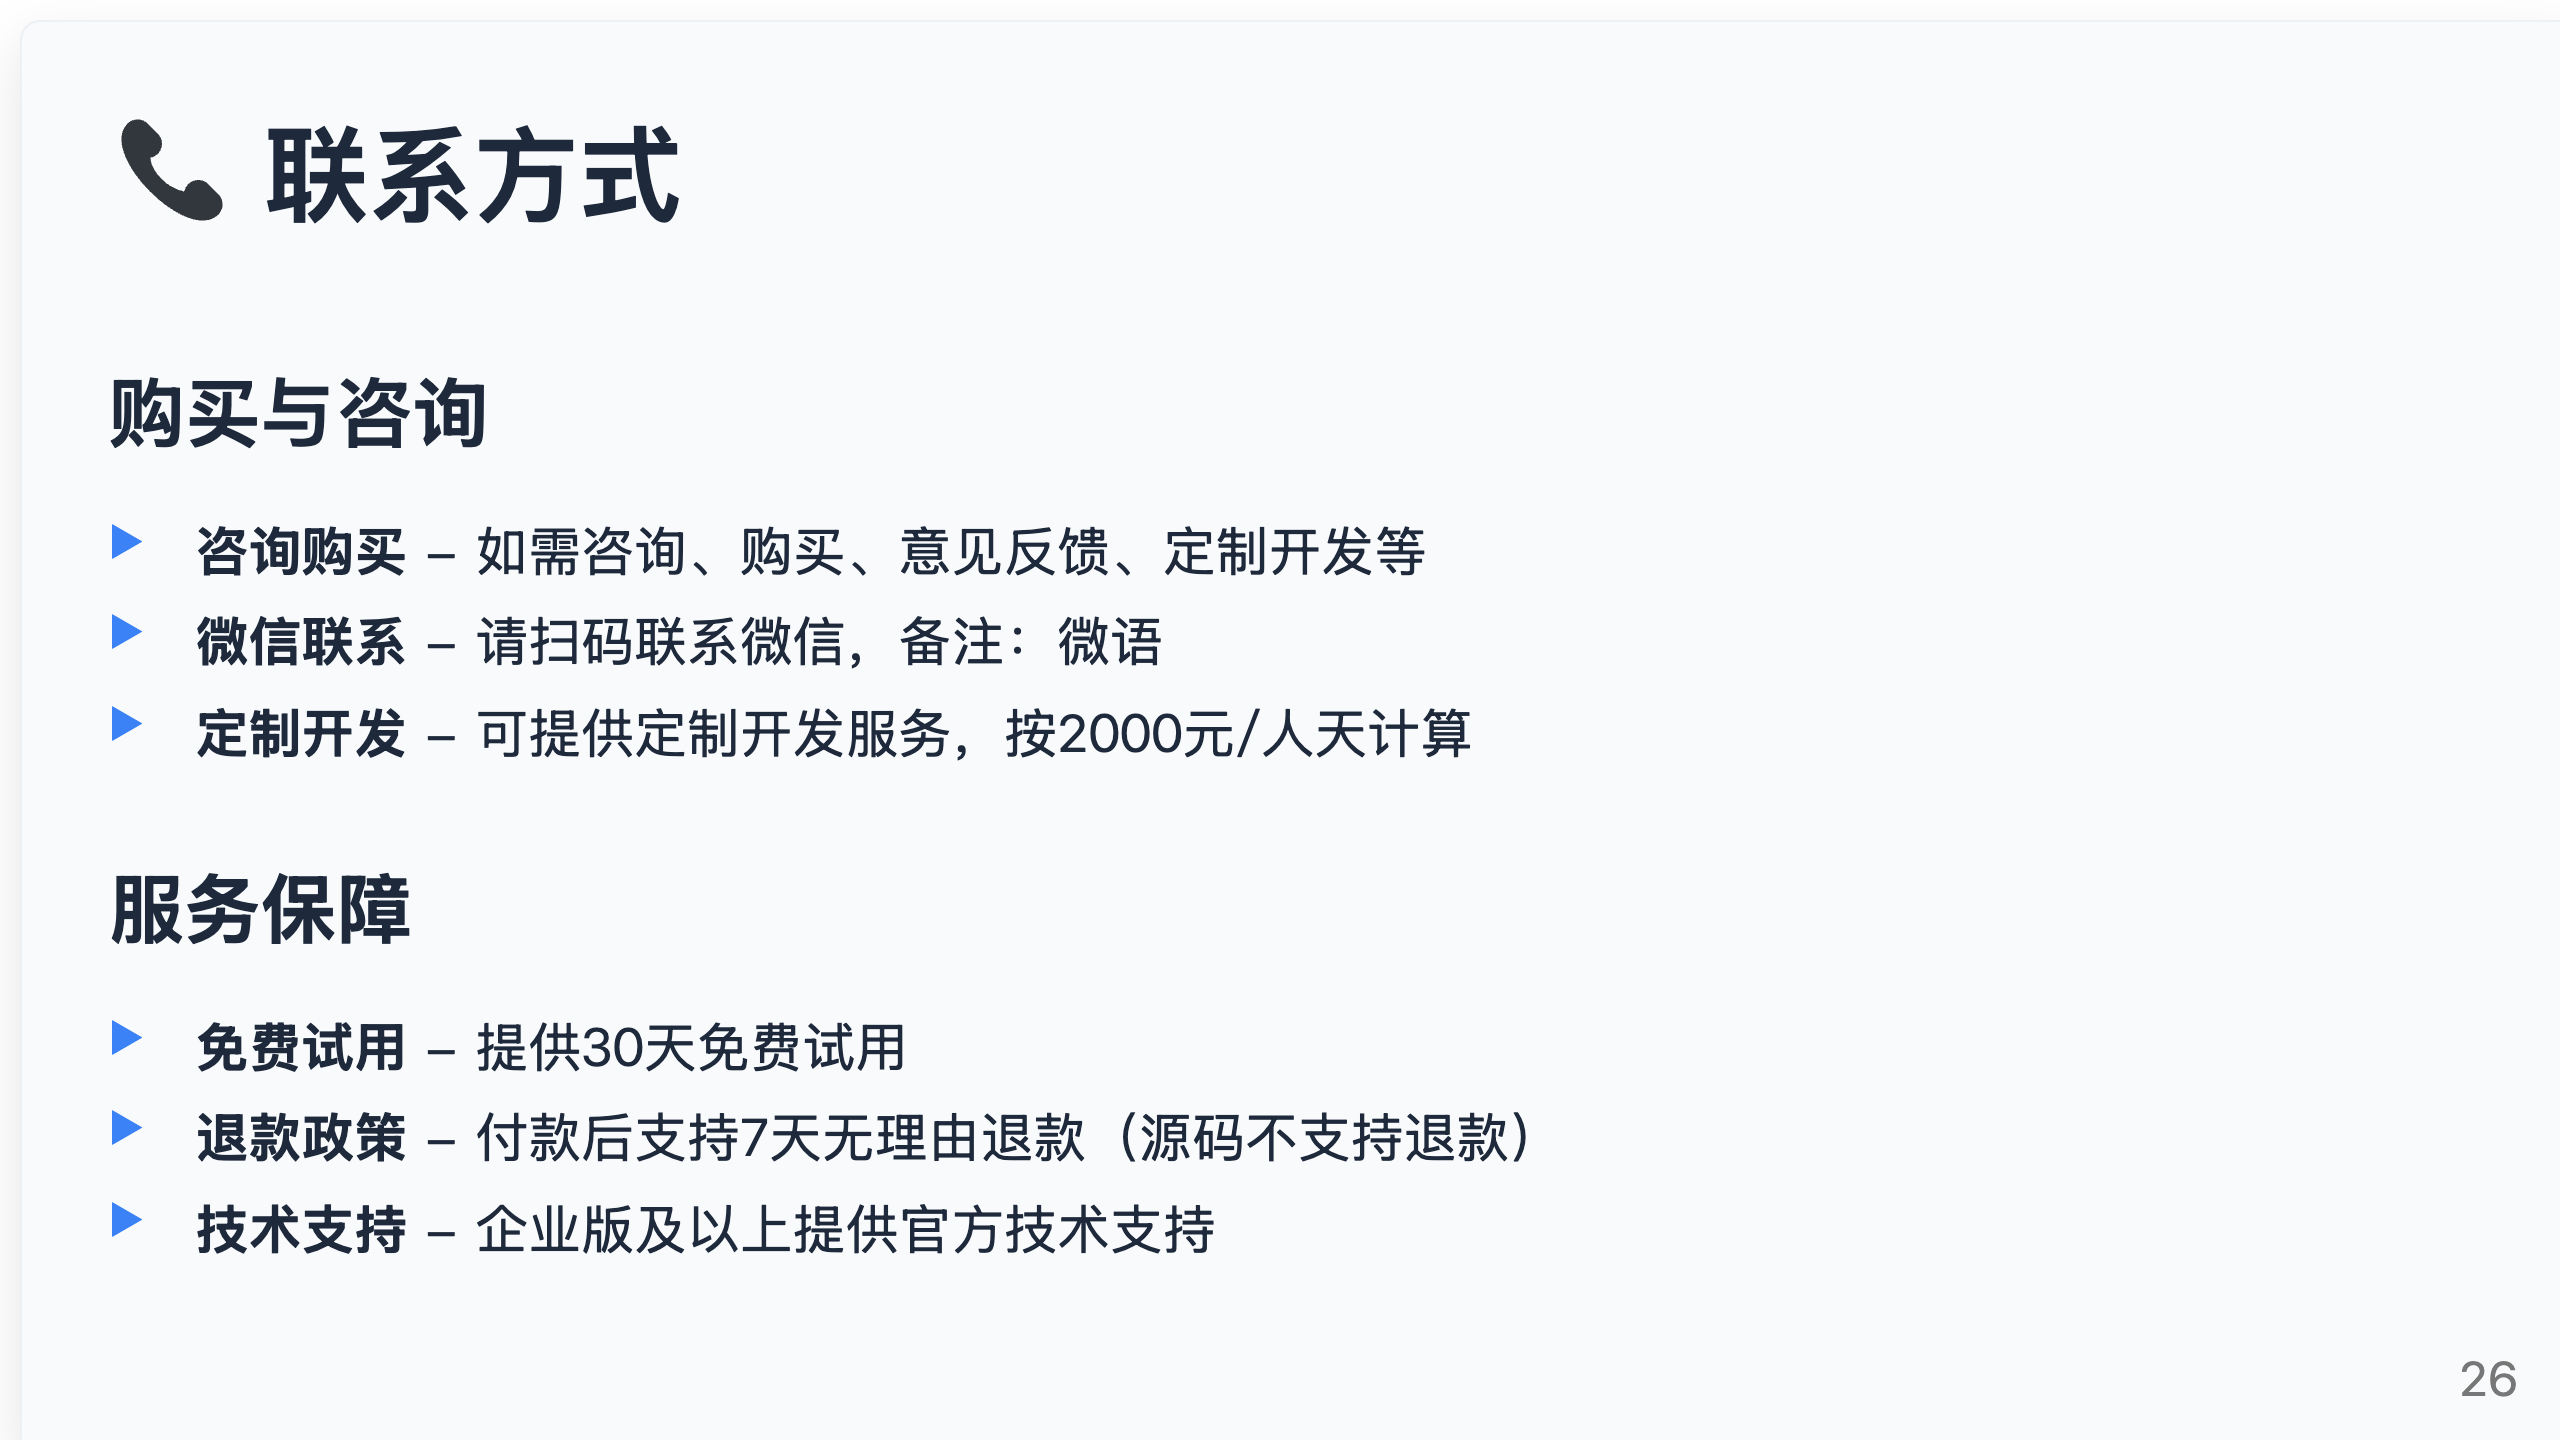 📞 联系方式
购买与咨询
咨询购买 – 如需咨询、购买、意见反馈、定制开发等
微信联系 – 请扫码联系微信，备注：微语
定制开发 – 可提供定制开发服务，按2000元/人天计算
服务保障
免费试用 – 提供30天免费试用
退款政策 – 付款后支持7天无理由退款（源码不支持退款）
技术支持 – 企业版及以上提供官方技术支持
26